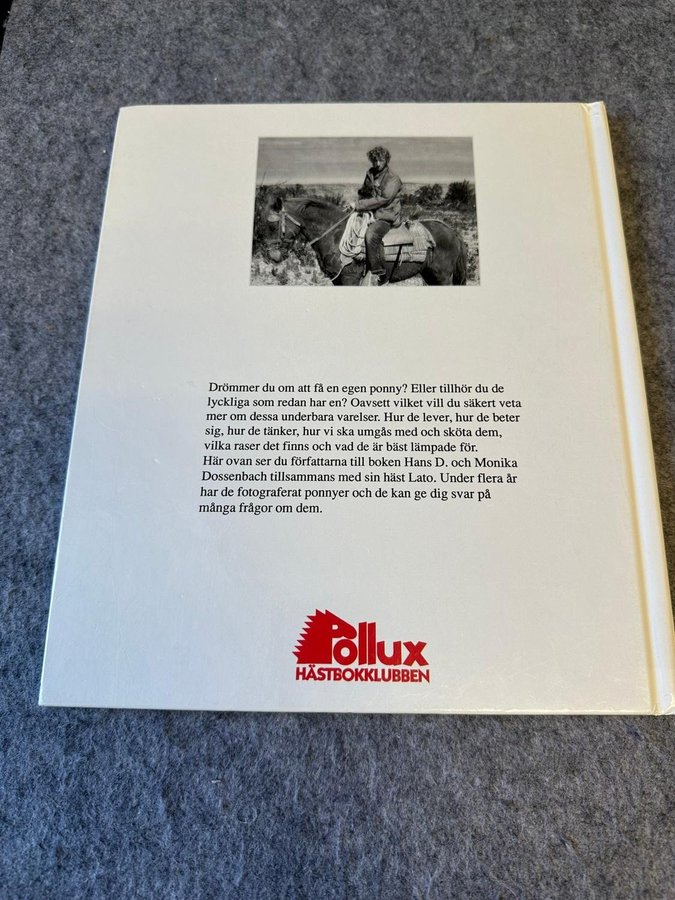 Drömmer du om att få en egen ponny? Eller tillhör du de
lyckliga som redan har en? Oavsett vilket vill du säkert veta
mer om dessa underbara varelser. Hur de lever, hur de beter
sig, hur de tänker, hur vi ska umgås med och sköta dem,
vilka raser det finns och vad de är bäst lämpade för.
Här ovan ser du författarna till boken Hans D. och Monika
Dossenbach tillsammans med sin häst Lato. Under flera år
har de fotograferat ponnyer och de kan ge dig svar på
många frågor om dem.
Pollux
HÄSTBOKKLUBBEN